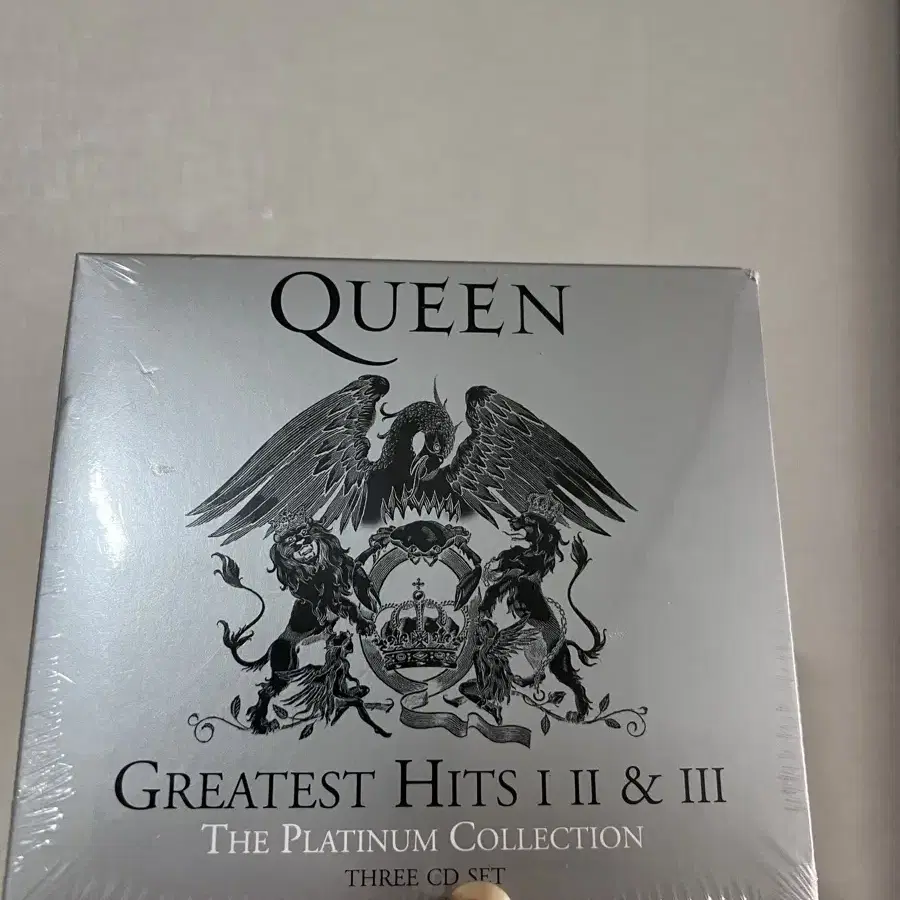 QUEEN
GREATEST HITS I II & III
THE PLATINUM COLLECTION
THREE CD SET